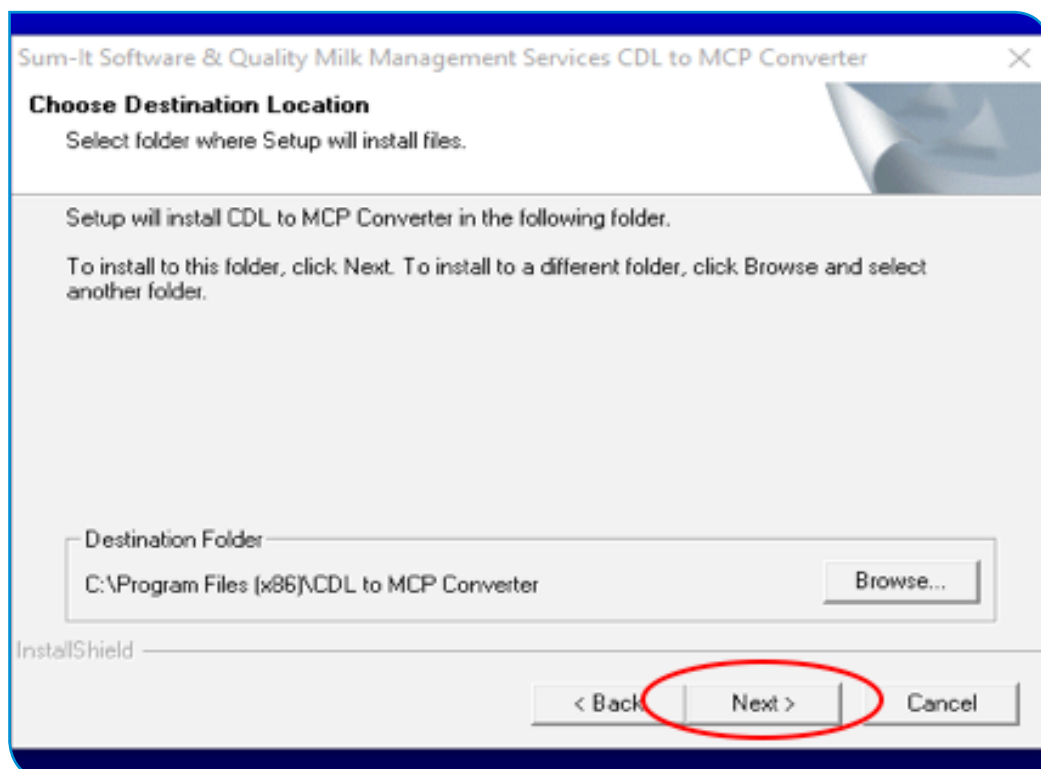 Sum-It Software & Quality Milk Management Services CDL to MCP Converter
Choose Destination Location
Select folder where Setup will install files.
Setup will install CDL to MCP Converter in the following folder.
To install to this folder, click Next. To install to a different folder, click Browse and select
another folder.
Destination Folder
C:\Program Files (x86)\CDL to MCP Converter
Browse...
InstallShield
< Back
Next >
Cancel